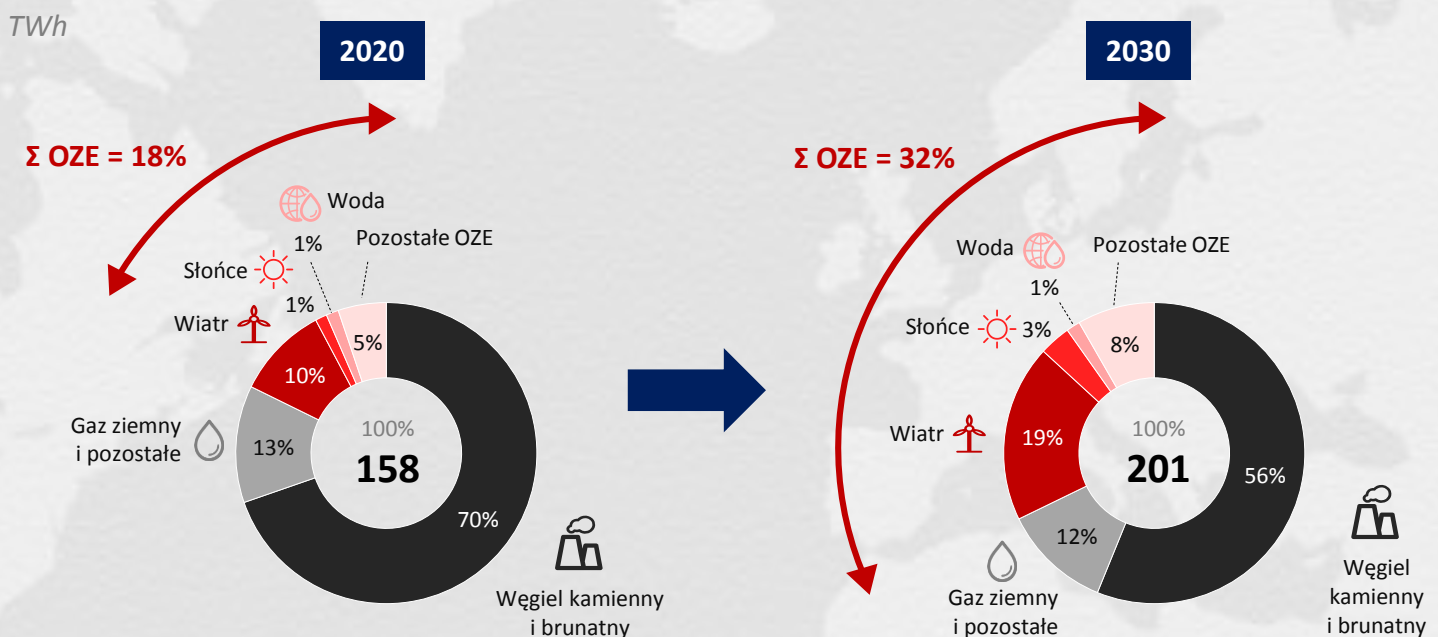 TWh
2020
Σ OZE = 18%
Woda
1%
Pozostałe OZE
Słońce
1%
Wiatr
5%
10%
Gaz ziemny
i pozostałe
13%
100%
158
70%
Węgiel kamienny
i brunatny
2030
Σ OZE = 32%
Woda
1%
Pozostałe OZE
Słońce
3%
8%
Wiatr
19%
100%
201
56%
12%
Gaz ziemny
i pozostałe
Węgiel
kamienny
i brunatny